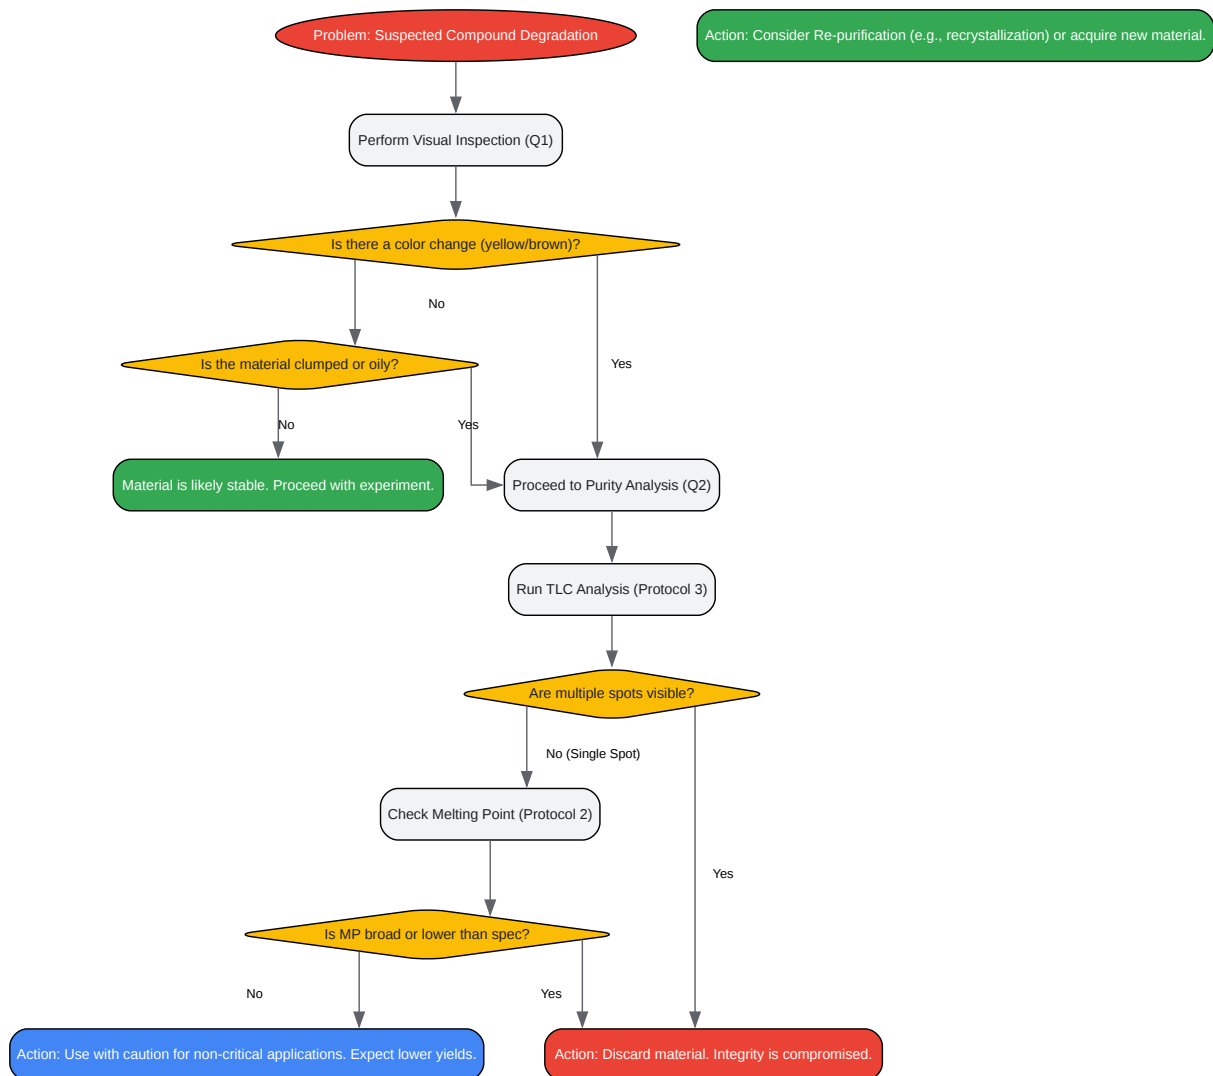 Problem: Suspected Compound Degradation
Action: Consider Re-purification (e.g., recrystallization) or acquire new material.
Perform Visual Inspection (Q1)
Is there a color change (yellow/brown)?
No
Is the material clumped or oily?
Yes
No
Yes
Material is likely stable. Proceed with experiment.
Proceed to Purity Analysis (Q2)
Run TLC Analysis (Protocol 3)
Are multiple spots visible?
No (Single Spot)
Check Melting Point (Protocol 2)
Yes
Is MP broad or lower than spec?
No
Yes
Action: Use with caution for non-critical applications. Expect lower yields.
Action: Discard material. Integrity is compromised.